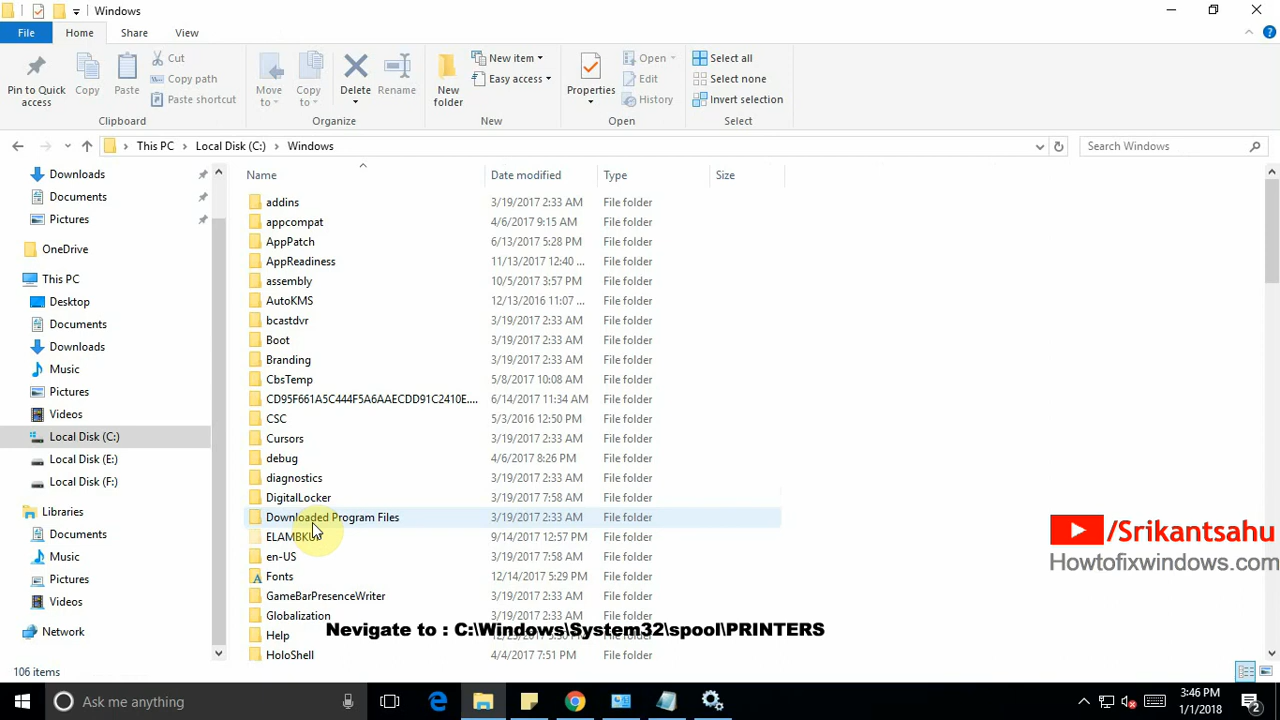 Windows
File Home Share View
Pin to Quick access
Copy
Paste
Cut
Copy path
Paste shortcut
Clipboard
Move to
Copy to
Delete
Rename
Organize
New folder
New item
Easy access
New
Properties
Open
Edit
History
Open
Select all
Select none
Invert selection
Select
This PC > Local Disk (C:) > Windows
Search Windows
Downloads
Documents
Pictures
OneDrive
This PC
Desktop
Documents
Downloads
Music
Pictures
Videos
Local Disk (C:)
Local Disk (E:)
Local Disk (F:)
Libraries
Documents
Music
Pictures
Videos
Network
Name Date modified Type Size
addins 3/19/2017 2:33 AM File folder
appcompat 4/6/2017 9:15 AM File folder
AppPatch 6/13/2017 5:28 PM File folder
AppReadiness 11/13/2017 12:40 ... File folder
assembly 10/5/2017 3:57 PM File folder
AutoKMS 12/13/2016 11:07 ... File folder
bcastdvr 3/19/2017 2:33 AM File folder
Boot 3/19/2017 2:33 AM File folder
Branding 3/19/2017 2:33 AM File folder
CbsTemp 5/8/2017 10:08 AM File folder
CD95F661A5C444F5A6AAECDD91C2410E.... 6/14/2017 11:34 AM File folder
CSC 5/3/2016 12:50 PM File folder
Cursors 3/19/2017 2:33 AM File folder
debug 4/6/2017 8:26 PM File folder
diagnostics 3/19/2017 2:33 AM File folder
DigitalLocker 3/19/2017 7:58 AM File folder
Downloaded Program Files 3/19/2017 2:33 AM File folder
ELAMBKUP 9/14/2017 12:57 PM File folder
en-US 3/19/2017 7:58 AM File folder
Fonts 12/14/2017 5:29 PM File folder
GameBarPresenceWriter 3/19/2017 2:33 AM File folder
Globalization 3/19/2017 2:33 AM File folder
Help File folder
HoloShell 4/4/2017 7:51 PM File folder
Nevigate to : C:\Windows\System32\spool\PRINTERS
/Srikantsahu
Howtofixwindows.com
106 items
Ask me anything
3:46 PM
1/1/2018
2